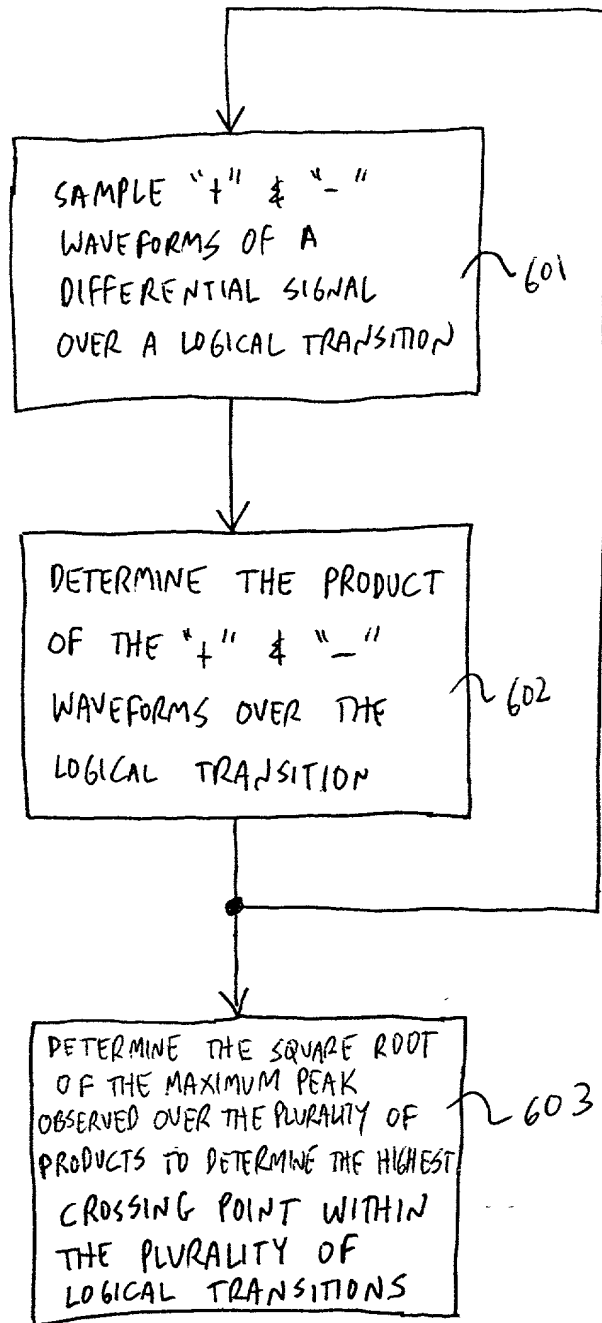 SAMPLE "+" & "-"
WAVEFORMS OF A
DIFFERENTIAL SIGNAL
OVER A LOGICAL TRANSITION
601
DETERMINE THE PRODUCT
OF THE "+" & "-"
WAVEFORMS OVER THE
LOGICAL TRANSITION
602
DETERMINE THE SQUARE ROOT
OF THE MAXIMUM PEAK
OBSERVED OVER THE PLURALITY OF
PRODUCTS TO DETERMINE THE HIGHEST
CROSSING POINT WITHIN
THE PLURALITY OF
LOGICAL TRANSITIONS
603